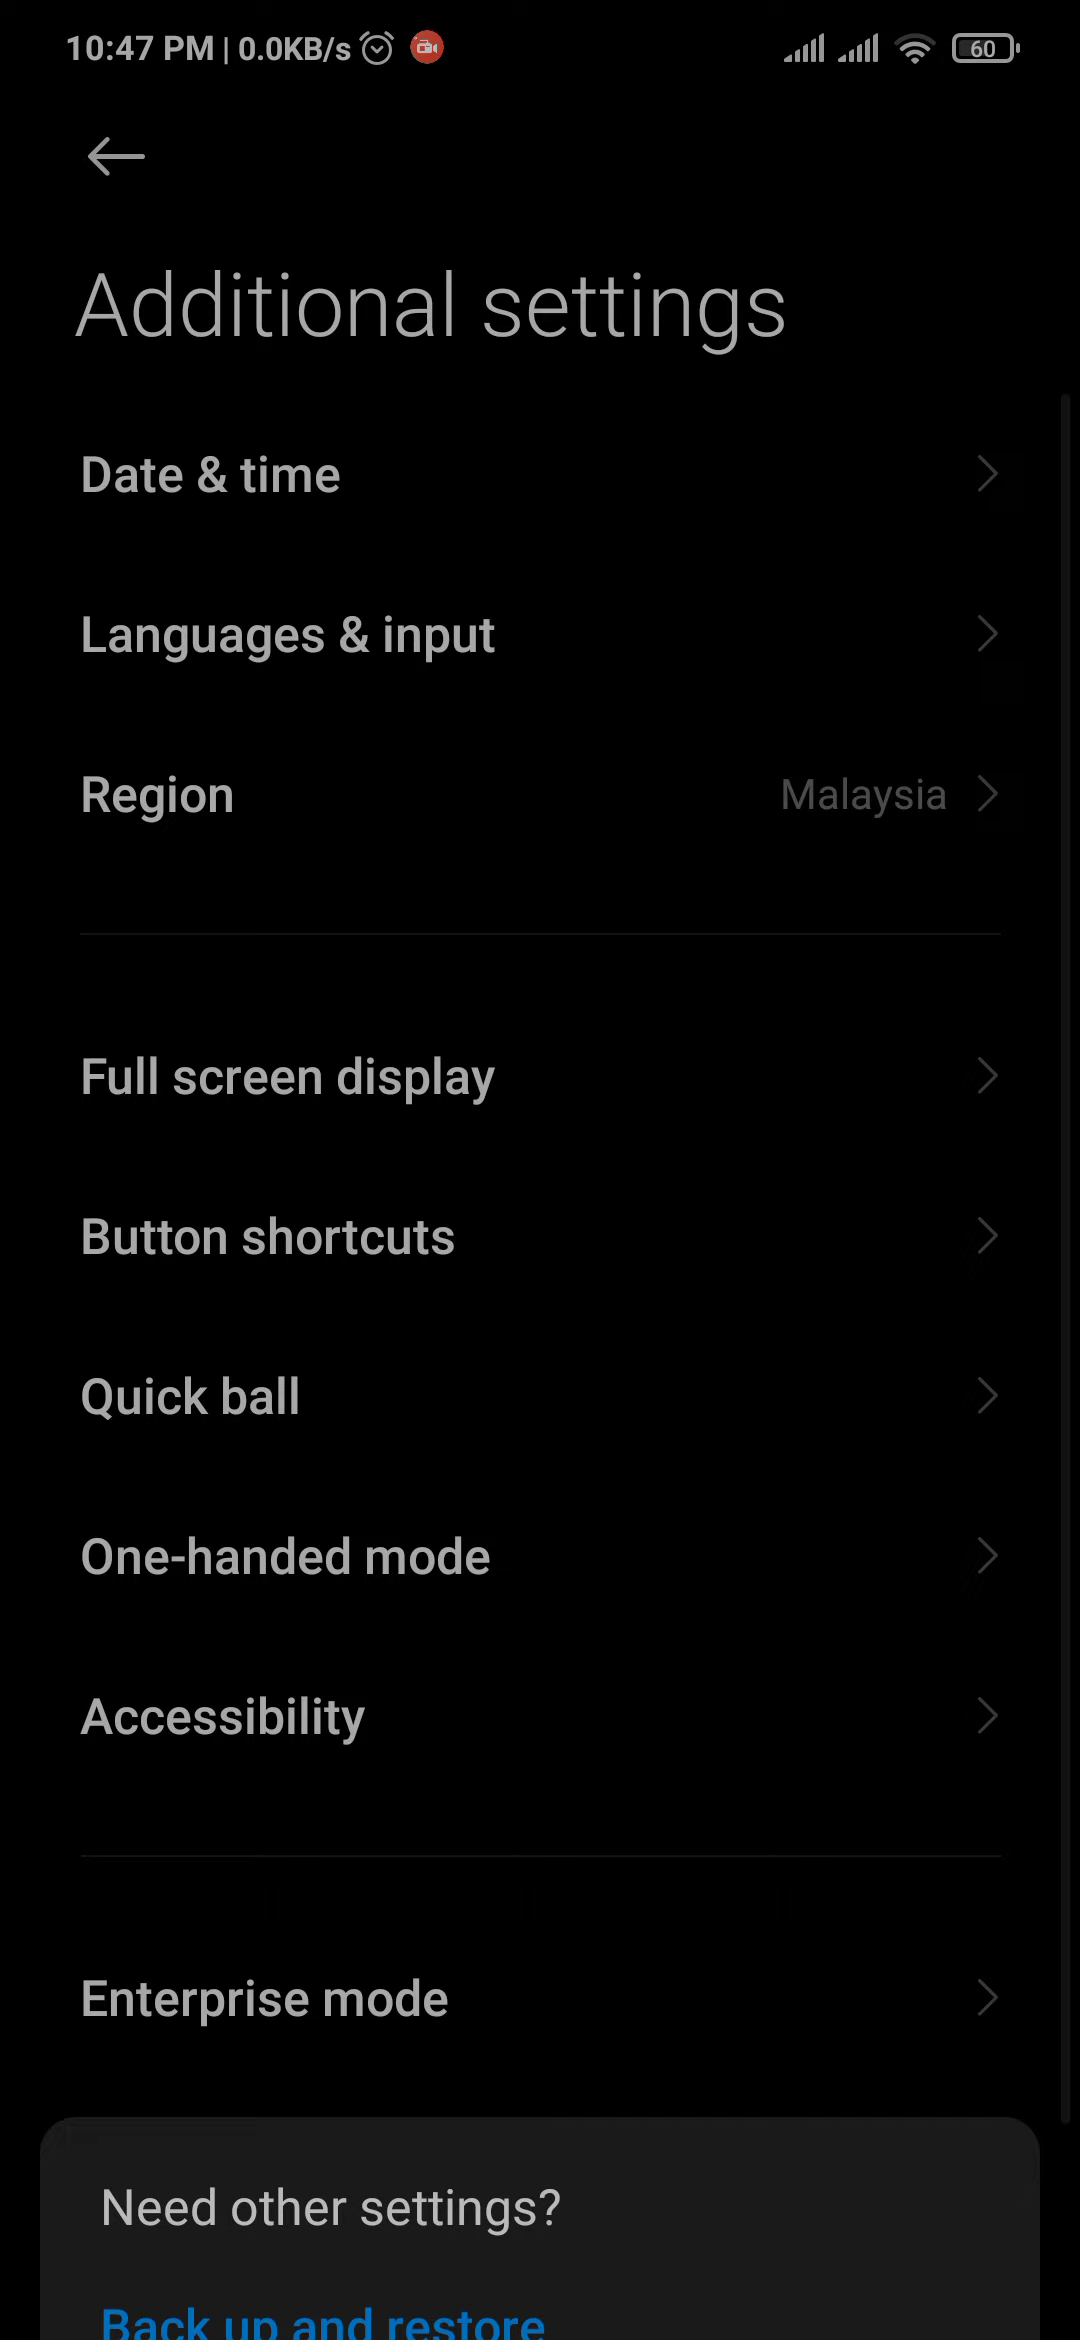 10:47 PM | 0.0KB/s
60
Additional settings
Date & time
Languages & input
Region
Malaysia
Full screen display
Button shortcuts
Quick ball
One-handed mode
Accessibility
Enterprise mode
Need other settings?
Back up and restore